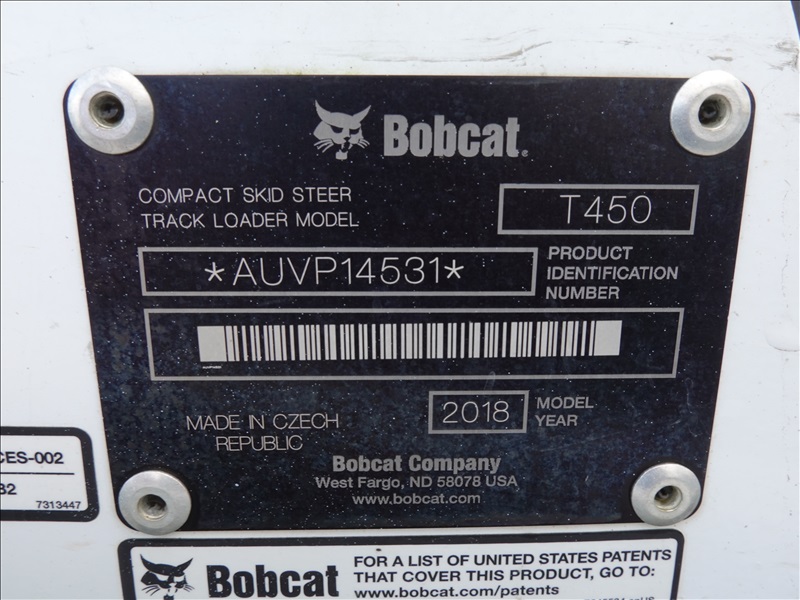 Bobcat.
COMPACT SKID STEER
TRACK LOADER MODEL
T450
*AUVP14531*
PRODUCT
IDENTIFICATION
NUMBER
MADE IN CZECH
REPUBLIC
2018
MODEL
YEAR
Bobcat Company
West Fargo, ND 58078 USA
www.bobcat.com
CES-002
B2
7313447
Bobcat
FOR A LIST OF UNITED STATES PATENTS
THAT COVER THIS PRODUCT, GO TO:
www.bobcat.com/patents